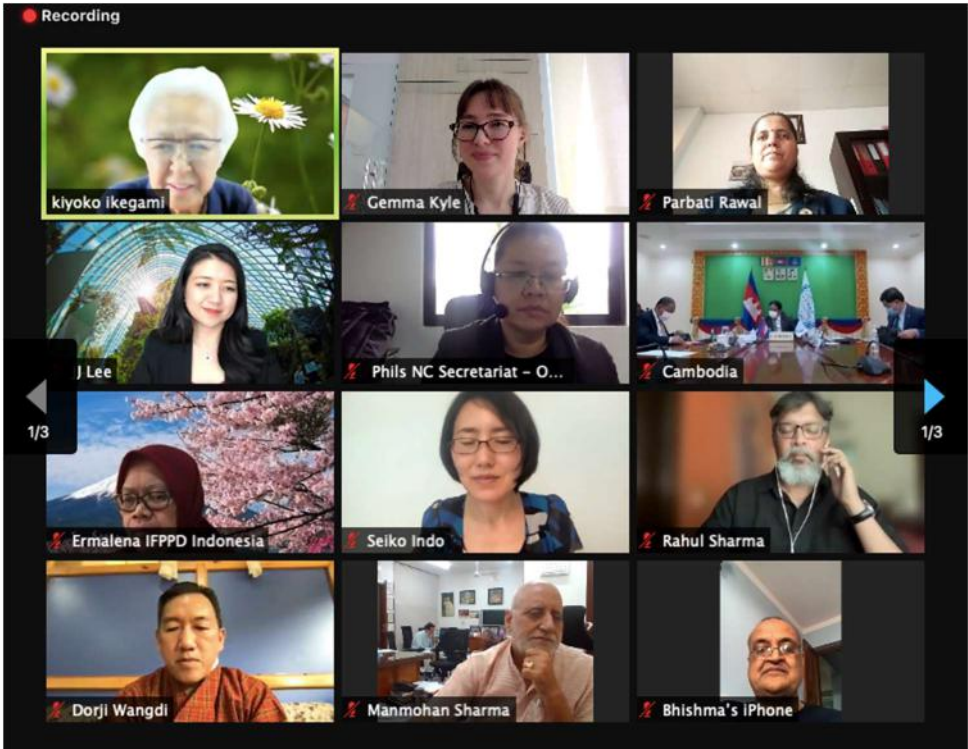 Recording
kiyoko ikegami
Gemma Kyle
Parbati Rawal
J Lee
Phils NC Secretariat - O...
Cambodia
1/3
1/3
Ermalena IFPPD Indonesia
Seiko Indo
Rahul Sharma
Dorji Wangdi
Manmohan Sharma
Bhishma's iPhone